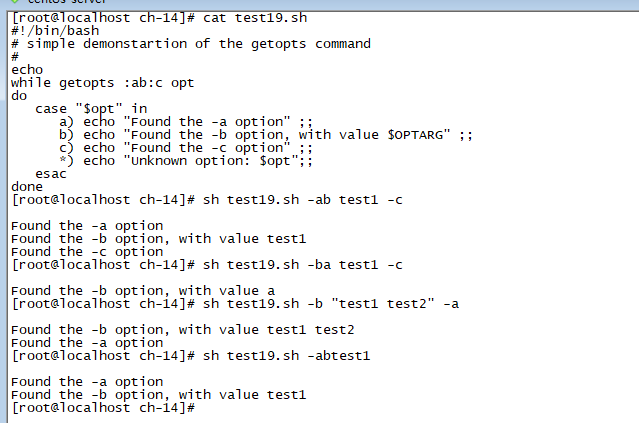 centos server
[root@localhost ch-14]# cat test19.sh
#!/bin/bash
# simple demonstartion of the getopts command
#
echo
while getopts :ab:c opt
do
   case "$opt" in
      a) echo "Found the -a option" ;;
      b) echo "Found the -b option, with value $OPTARG" ;;
      c) echo "Found the -c option" ;;
      *) echo "Unknown option: $opt";;
   esac
done
[root@localhost ch-14]# sh test19.sh -ab test1 -c

Found the -a option
Found the -b option, with value test1
Found the -c option
[root@localhost ch-14]# sh test19.sh -ba test1 -c

Found the -b option, with value a
[root@localhost ch-14]# sh test19.sh -b "test1 test2" -a

Found the -b option, with value test1 test2
Found the -a option
[root@localhost ch-14]# sh test19.sh -abtest1

Found the -a option
Found the -b option, with value test1
[root@localhost ch-14]#